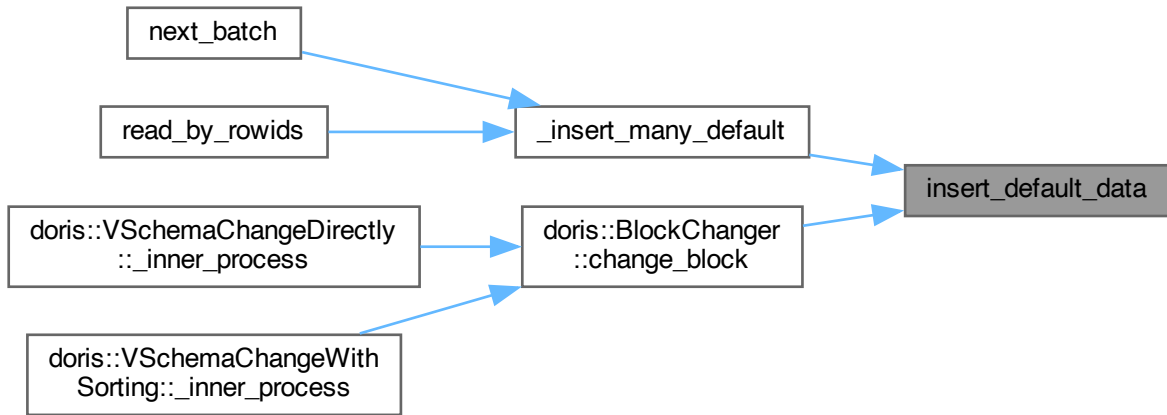 next_batch
read_by_rowids
_insert_many_default
insert_default_data
doris::VSchemaChangeDirectly
::_inner_process
doris::BlockChanger
::change_block
doris::VSchemaChangeWith
Sorting::_inner_process